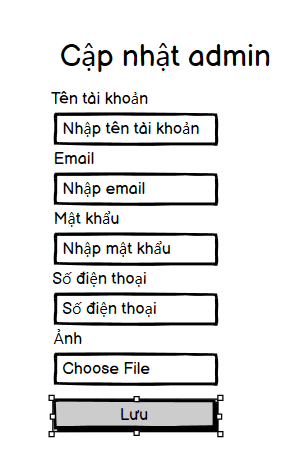 Cập nhật admin
Tên tài khoản
Nhập tên tài khoản
Email
Nhập email
Mật khẩu
Nhập mật khẩu
Số điện thoại
Số điện thoại
Ảnh
Choose File
Lưu